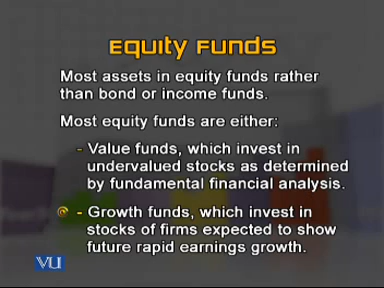 Equity Funds
Most assets in equity funds rather
than bond or income funds.
Most equity funds are either:
- Value funds, which invest in
undervalued stocks as determined
by fundamental financial analysis.
- Growth funds, which invest in
stocks of firms expected to show
future rapid earnings growth.
VU